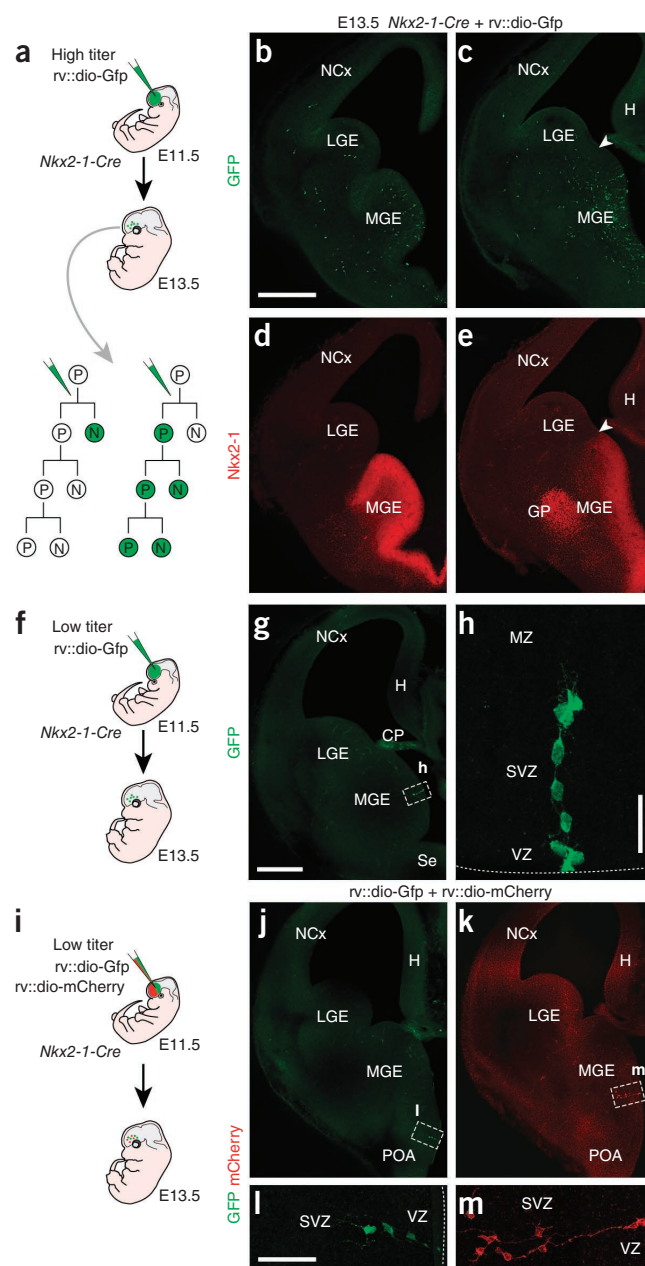 E13.5 Nkx2-1-Cre + rv::dio-Gfp
a
High titer
rv::dio-Gfp
Nkx2-1-Cre
E11.5
E13.5
P
P
P
N
P
N
P
N
P
N
P
N
P
N
P
N
GFP
b
NCx
LGE
MGE
c
NCx
H
LGE
MGE
Nkx2-1
d
NCx
LGE
MGE
e
NCx
H
LGE
GP
MGE
f
Low titer
rv::dio-Gfp
Nkx2-1-Cre
E11.5
E13.5
GFP
g
NCx
H
LGE
CP
h
MGE
Se
h
MZ
SVZ
VZ
rv::dio-Gfp + rv::dio-mCherry
i
Low titer
rv::dio-Gfp
rv::dio-mCherry
Nkx2-1-Cre
E11.5
E13.5
GFP mCherry
j
NCx
H
LGE
MGE
l
POA
k
NCx
H
LGE
MGE
m
POA
l
SVZ
VZ
m
SVZ
VZ